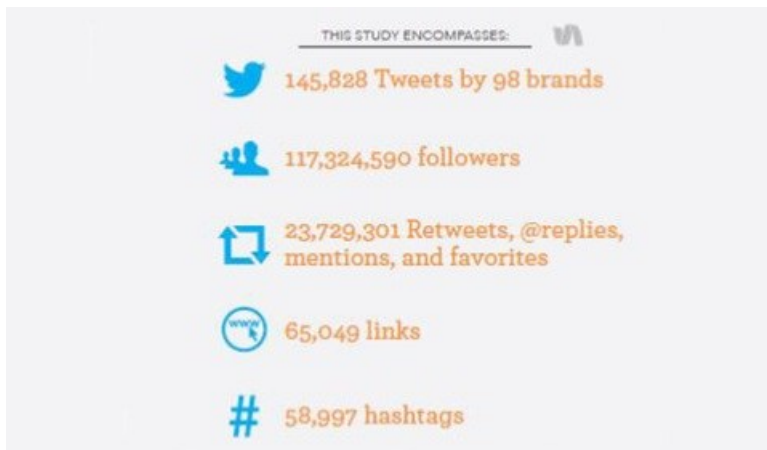 THIS STUDY ENCOMPASSES:
145,828 Tweets by 98 brands
117,324,590 followers
23,729,301 Retweets, @replies,
mentions, and favorites
www
65,049 links
# 58,997 hashtags